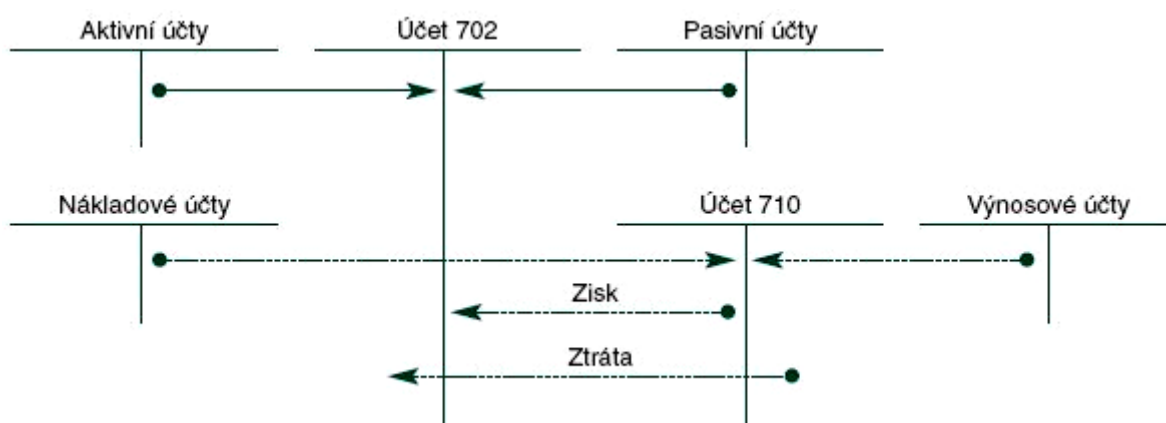 Aktivní účty Účet 702 Pasivní účty
Nákladové účty Účet 710 Výnosové účty
Zisk
Ztráta